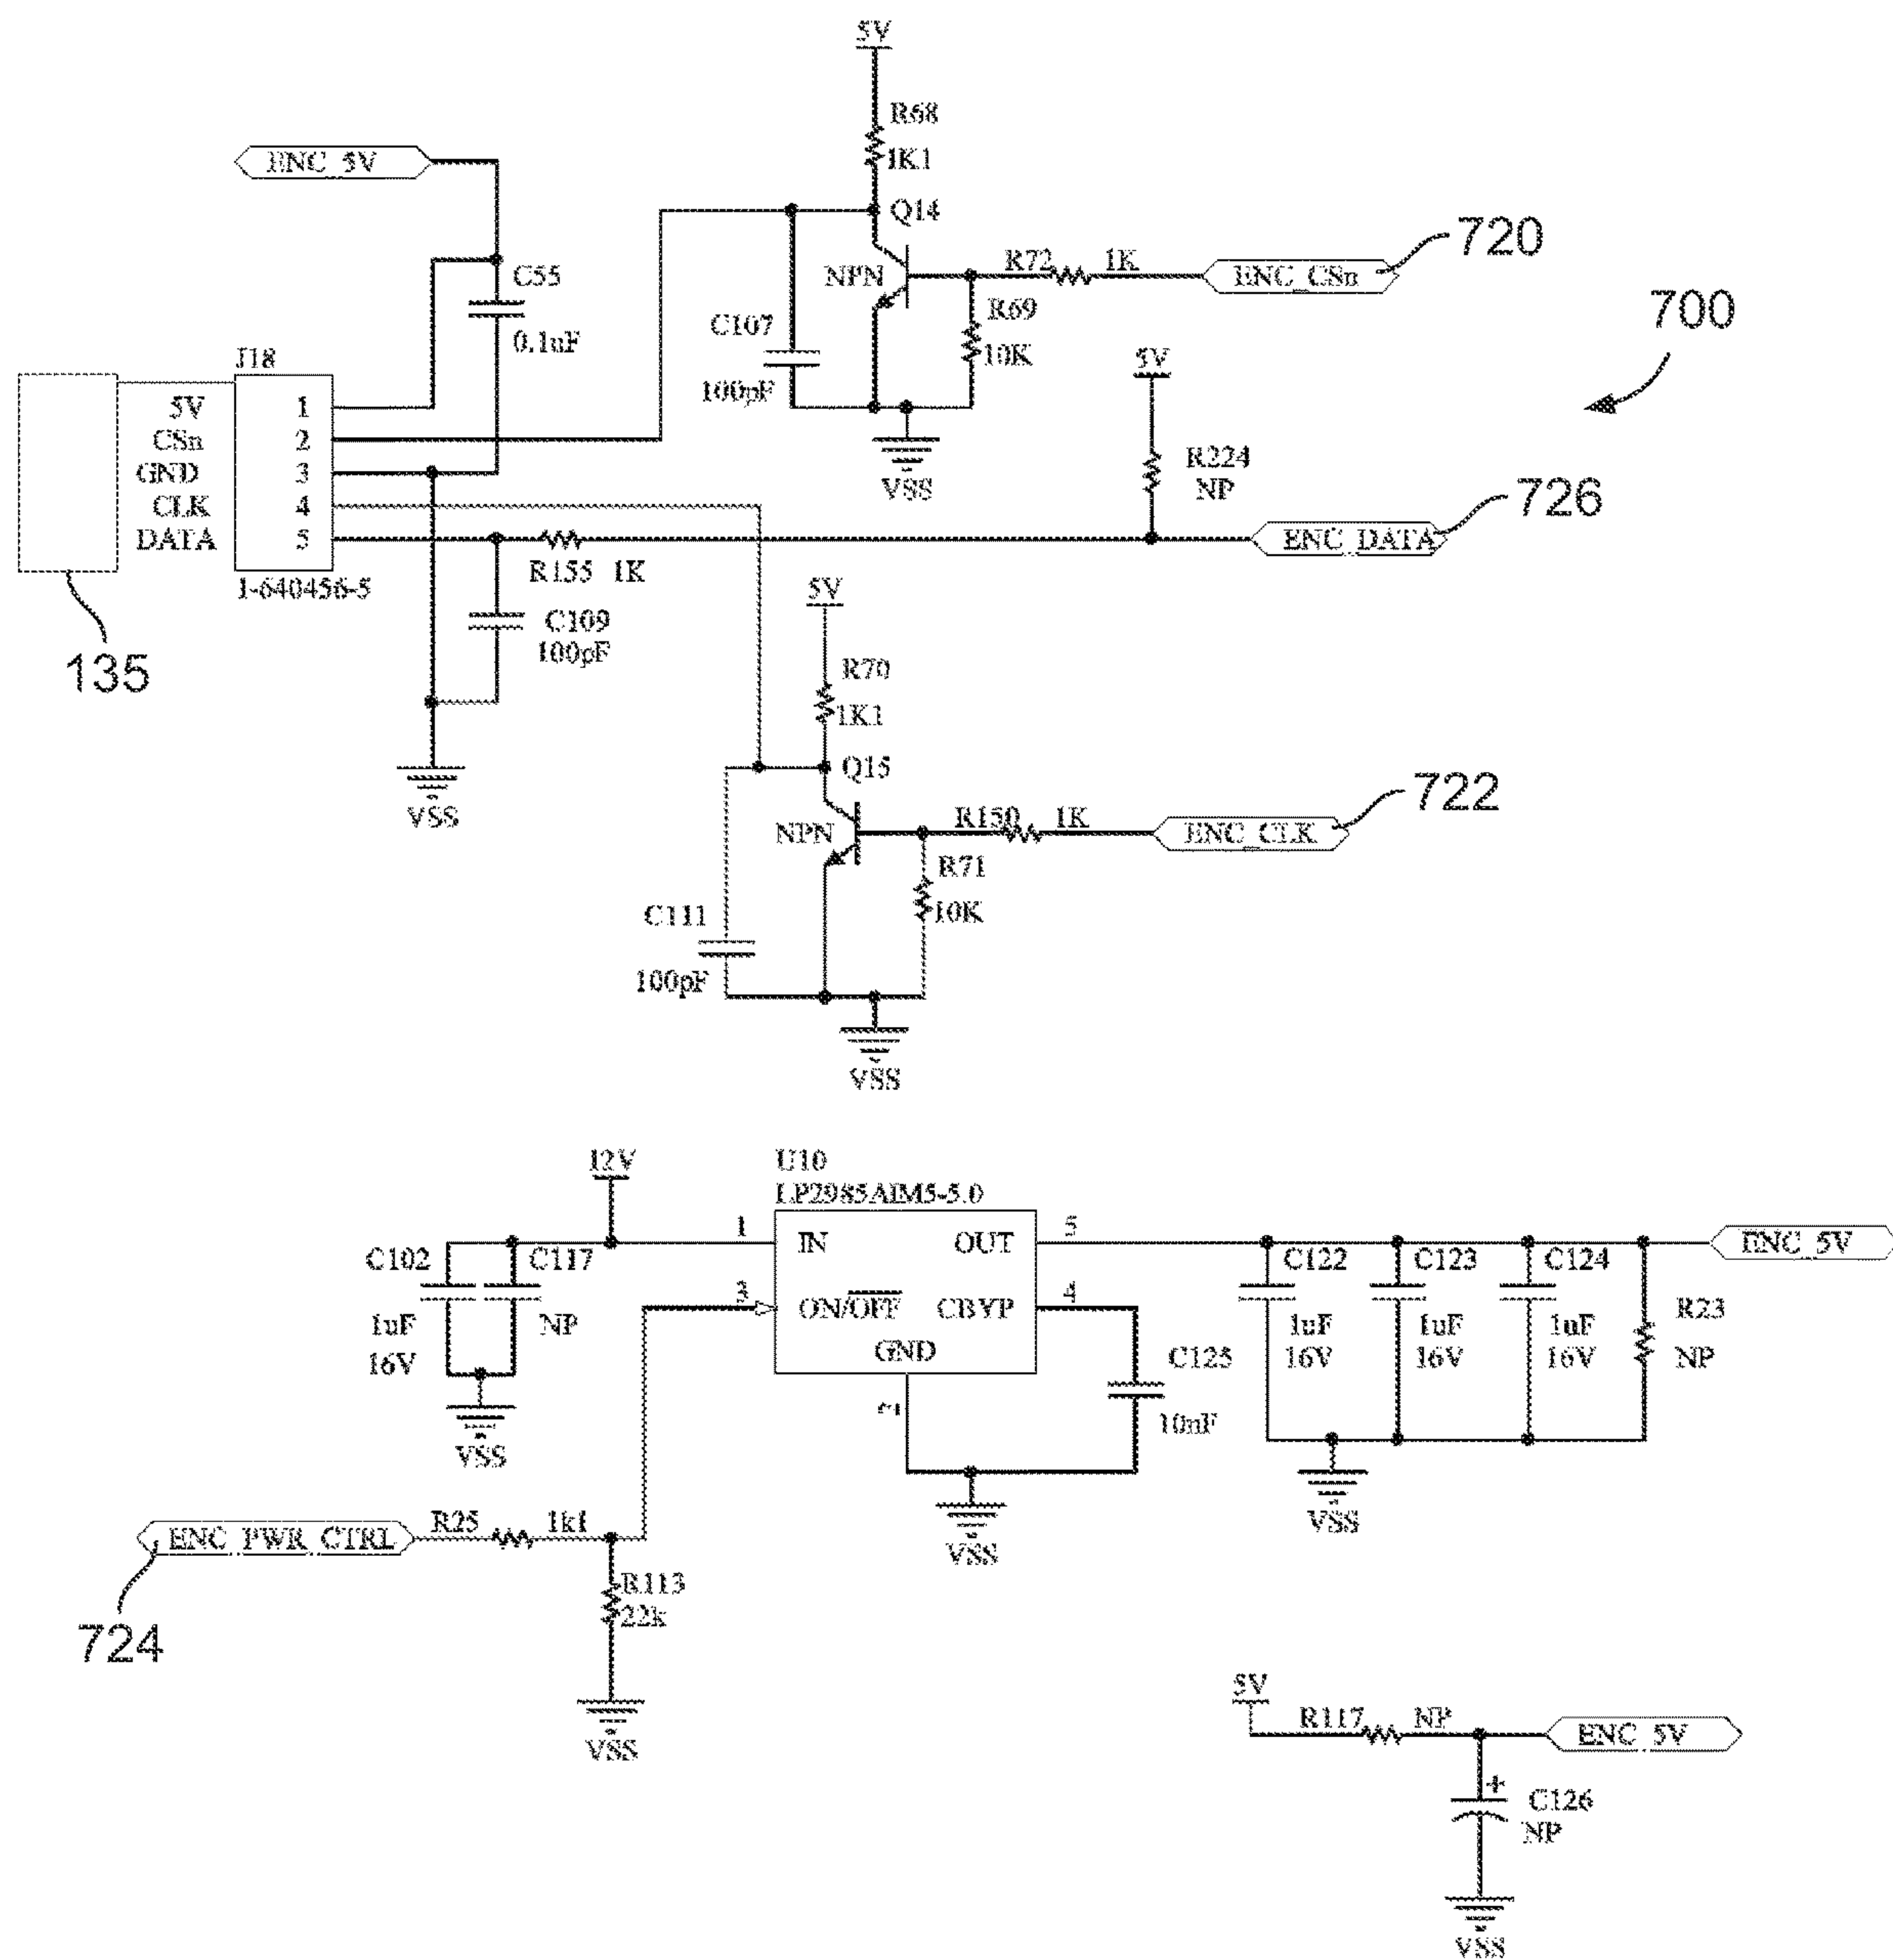 5V
R68
1K1
ENC_5V
Q14
720
C55
NPN
R72 1K
ENC_CSn
0.1uF
C107
R69
10K
700
J18
100pF
5V
5V 1
CSn 2
GND 3
CLK 4
DATA 5
VSS
R224
NP
726
ENC_DATA
1-640456-5
R155 1K
C109
100pF
5V
135
R70
1K1
Q15
722
VSS
NPN
R150 1K
ENC_CLK
R71
10K
C111
100pF
VSS
12V
U10
LP2985AIM5-5.0
1 IN
OUT 5
C102
C117
C122
C123
C124
ENC_5V
3 ON/OFF
CBYP 4
1uF
16V
NP
1uF
16V
1uF
16V
1uF
16V
R23
NP
GND
2
C125
10nF
VSS
VSS
VSS
ENC_PWR_CTRL
R25 1k1
R113
22k
724
VSS
5V
R117 NP
ENC_5V
+
C126
NP
VSS